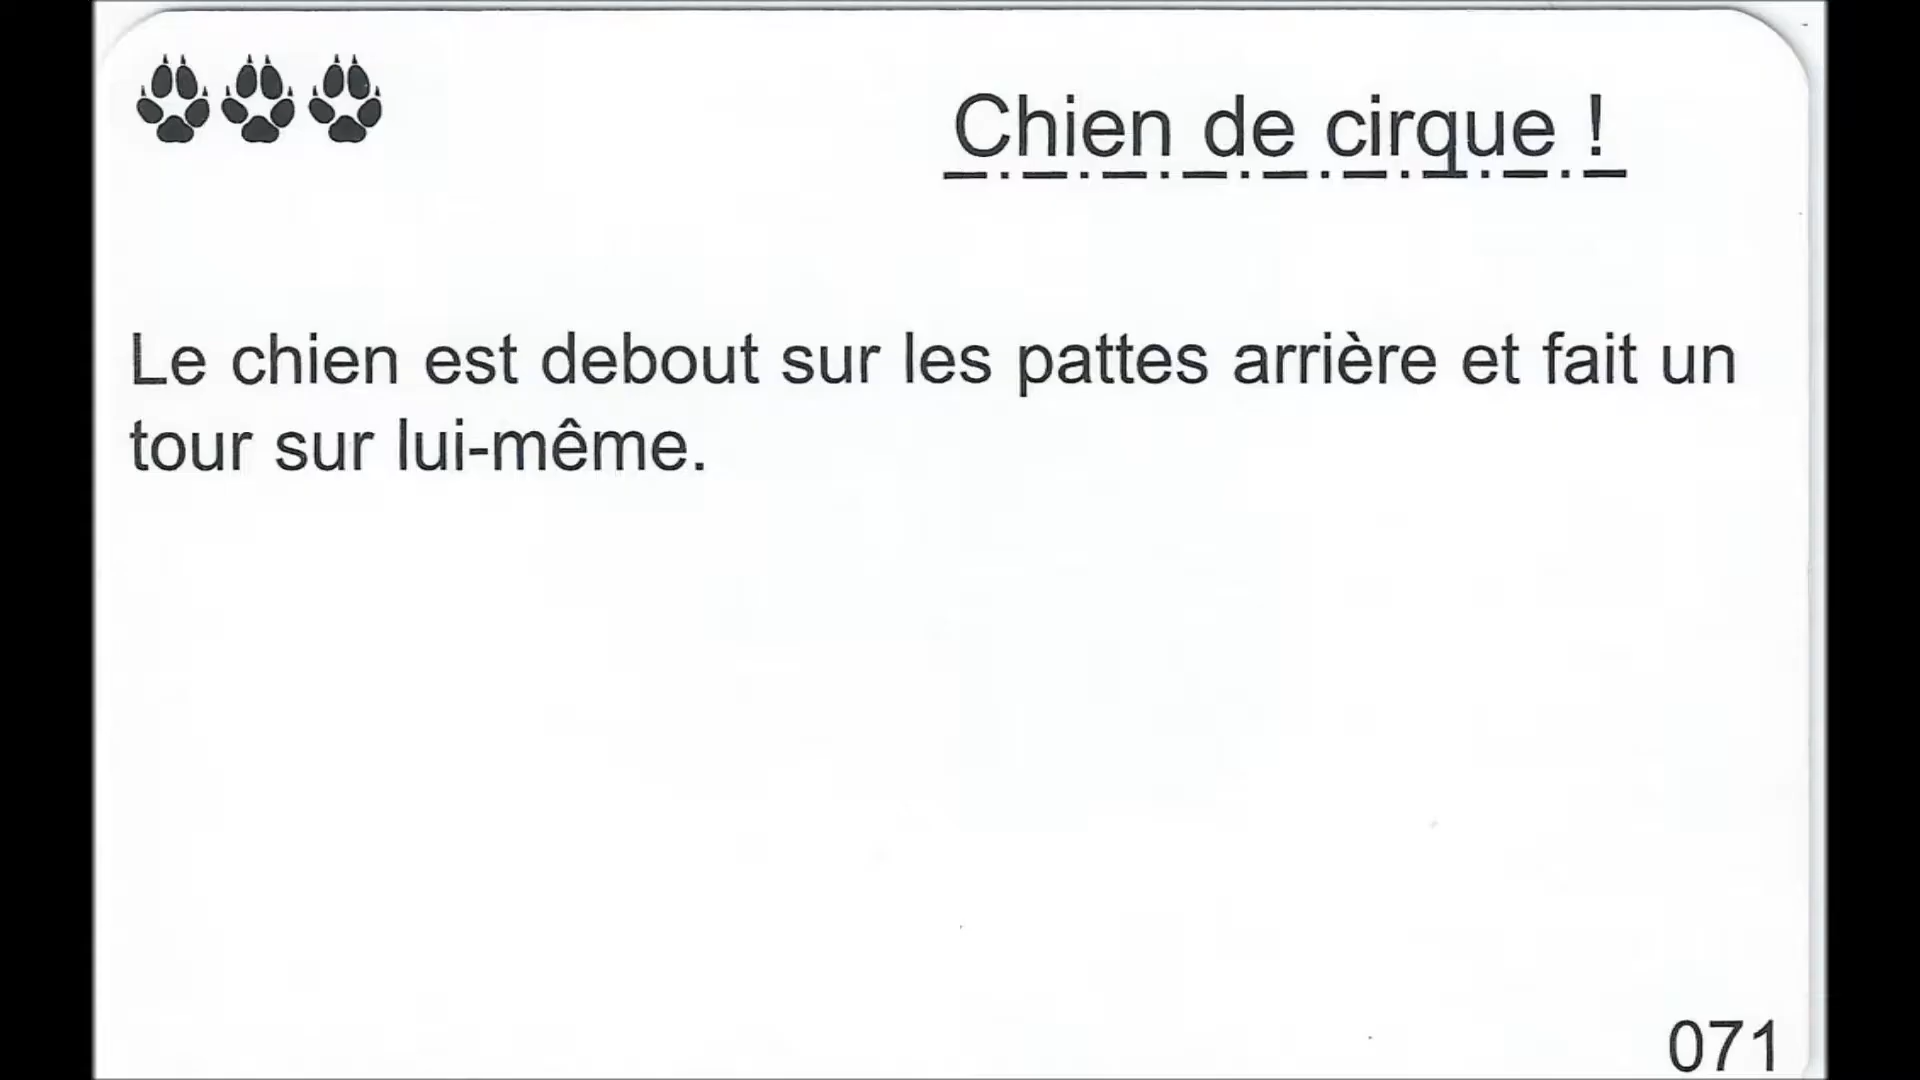 Chien de cirque !
Le chien est debout sur les pattes arrière et fait un
tour sur lui-même.
071